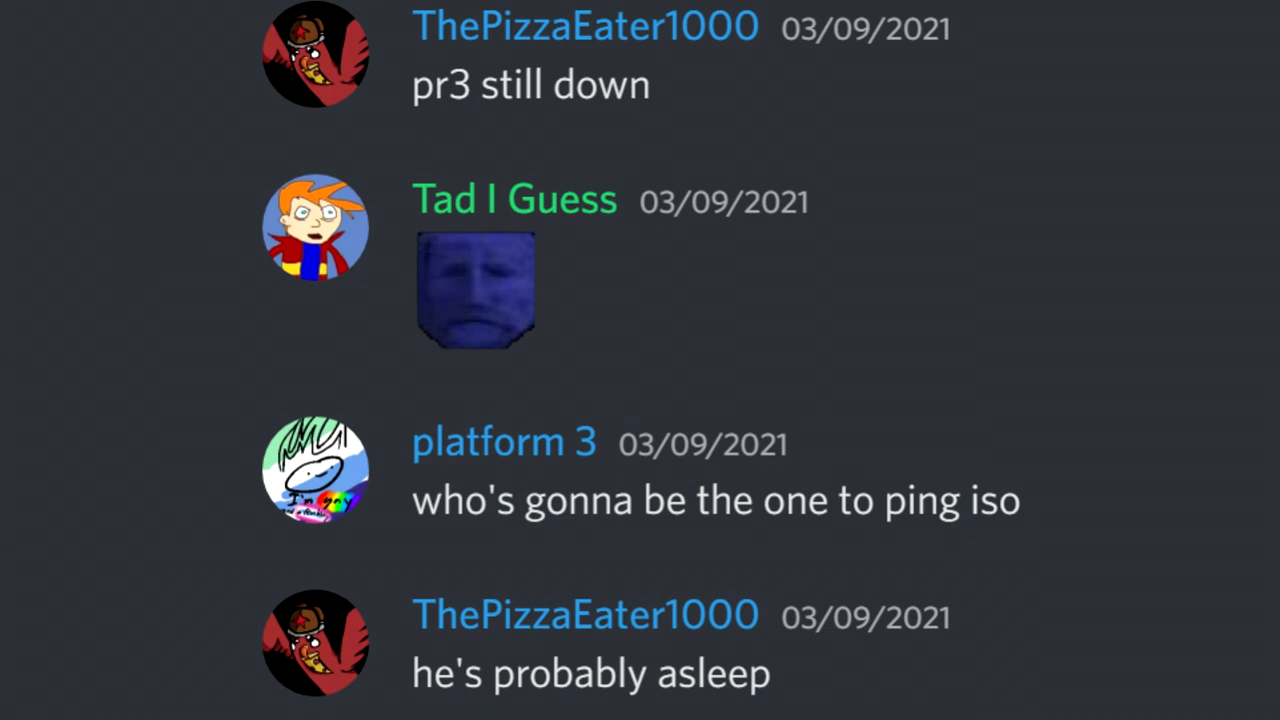 ThePizzaEater1000 03/09/2021
pr3 still down
Tad I Guess 03/09/2021
platform 3 03/09/2021
I'm gay
who's gonna be the one to ping iso
ThePizzaEater1000 03/09/2021
he's probably asleep